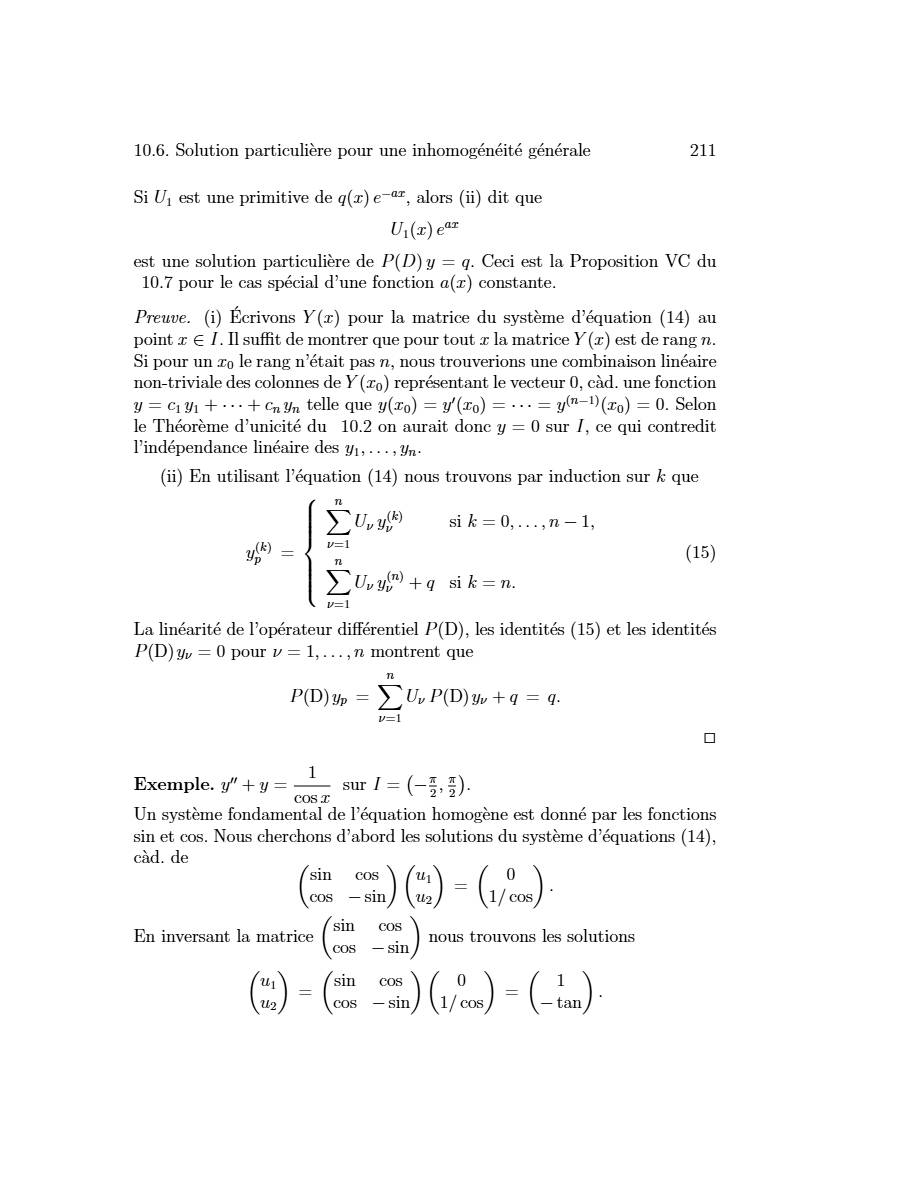 10.6. Solution particulière pour une inhomogénéité générale 211
Si U₁ est une primitive de q(x) e⁻ᵃˣ, alors (ii) dit que
U₁(x) eᵃˣ
est une solution particulière de P(D) y = q. Ceci est la Proposition VC du
10.7 pour le cas spécial d'une fonction a(x) constante.
Preuve. (i) Écrivons Y(x) pour la matrice du système d'équation (14) au
point x ∈ I. Il suffit de montrer que pour tout x la matrice Y(x) est de rang n.
Si pour un x₀ le rang n'était pas n, nous trouverions une combinaison linéaire
non-triviale des colonnes de Y(x₀) représentant le vecteur 0, càd. une fonction
y = c₁ y₁ + ⋯ + cₙ yₙ telle que y(x₀) = y′(x₀) = ⋯ = y⁽ⁿ⁻¹⁾(x₀) = 0. Selon
le Théorème d'unicité du 10.2 on aurait donc y = 0 sur I, ce qui contredit
l'indépendance linéaire des y₁, . . . , yₙ.
(ii) En utilisant l'équation (14) nous trouvons par induction sur k que
y_p^{(k)} = { ∑_{ν=1}^{n} U_ν y_ν^{(k)} si k = 0, . . . , n − 1,
∑_{ν=1}^{n} U_ν y_ν^{(n)} + q si k = n. (15)
La linéarité de l'opérateur différentiel P(D), les identités (15) et les identités
P(D) y_ν = 0 pour ν = 1, . . . , n montrent que
P(D) y_p = ∑_{ν=1}^{n} U_ν P(D) y_ν + q = q.
□
Exemple. y″ + y = 1/cos x sur I = (−π/2, π/2).
Un système fondamental de l'équation homogène est donné par les fonctions
sin et cos. Nous cherchons d'abord les solutions du système d'équations (14),
càd. de
(sin cos ; cos − sin) (u₁ ; u₂) = (0 ; 1/ cos) .
En inversant la matrice (sin cos ; cos − sin) nous trouvons les solutions
(u₁ ; u₂) = (sin cos ; cos − sin) (0 ; 1/ cos) = (1 ; − tan) .